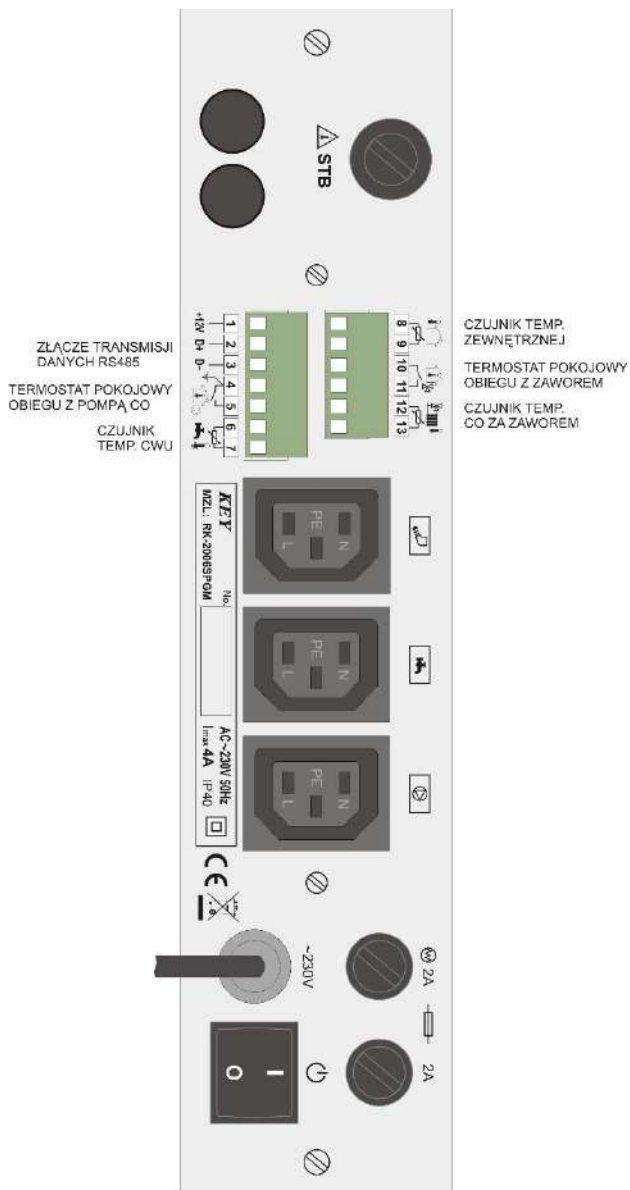 STB
+12V
D+
D-
1
2
3
4
5
6
7
8
9
10
11
12
13
ZŁĄCZE TRANSMISJI
DANYCH RS485
TERMOSTAT POKOJOWY
OBIEGU Z POMPĄ CO
CZUJNIK
TEMP. CWU
CZUJNIK TEMP.
ZEWNĘTRZNEJ
TERMOSTAT POKOJOWY
OBIEGU Z ZAWOREM
CZUJNIK TEMP.
CO ZA ZAWOREM
KEY
MZL: RK-2006SPGM
No.
AC~230V 50Hz
Imax 4A IP40
CE
L PE N
L PE N
L PE N
~230V
2A
2A
O I